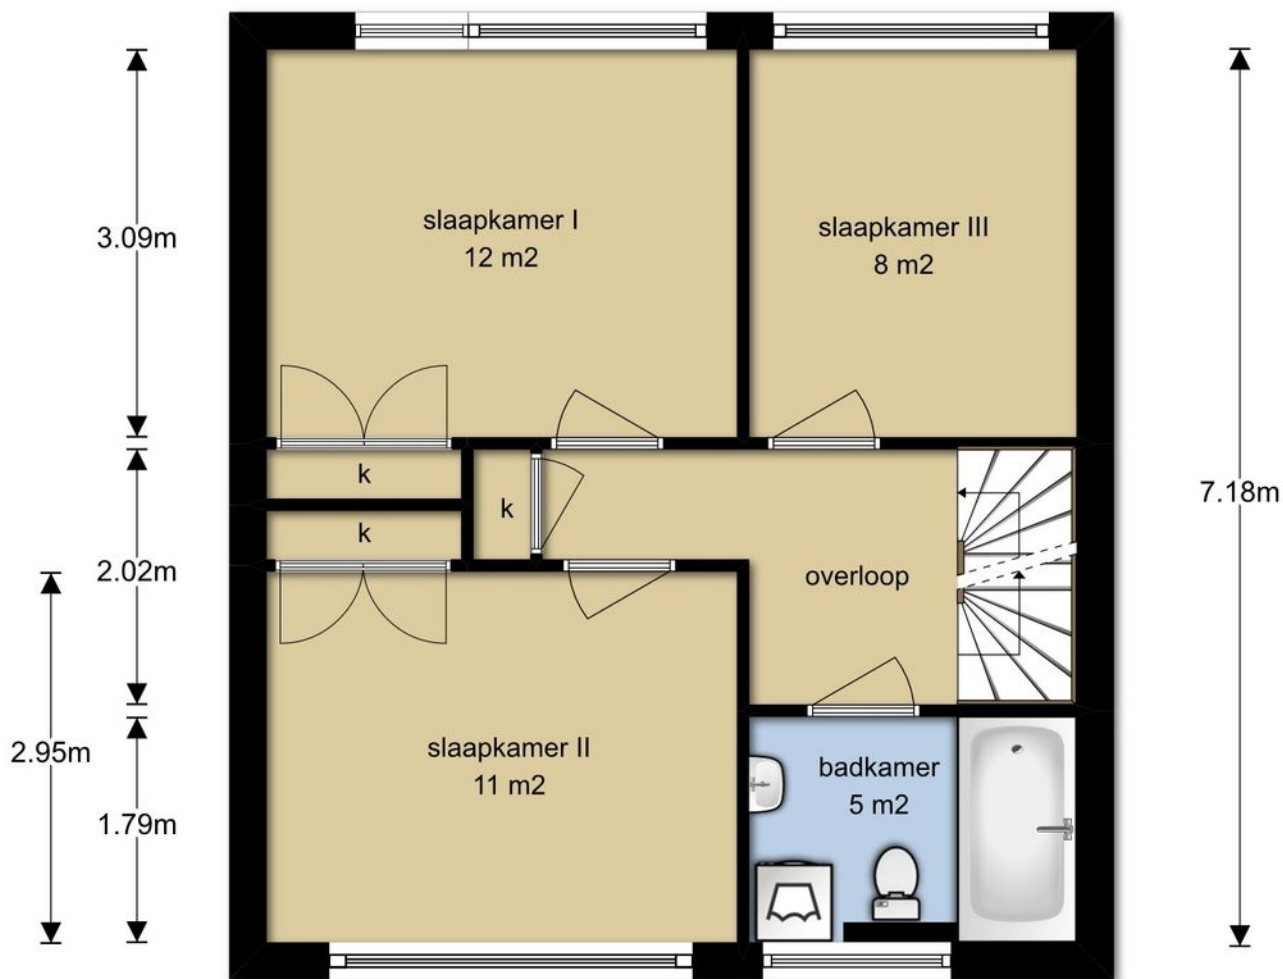 3.09m
slaapkamer I
12 m2
slaapkamer III
8 m2
7.18m
k
k
k
2.02m
overloop
2.95m
slaapkamer II
11 m2
badkamer
5 m2
1.79m